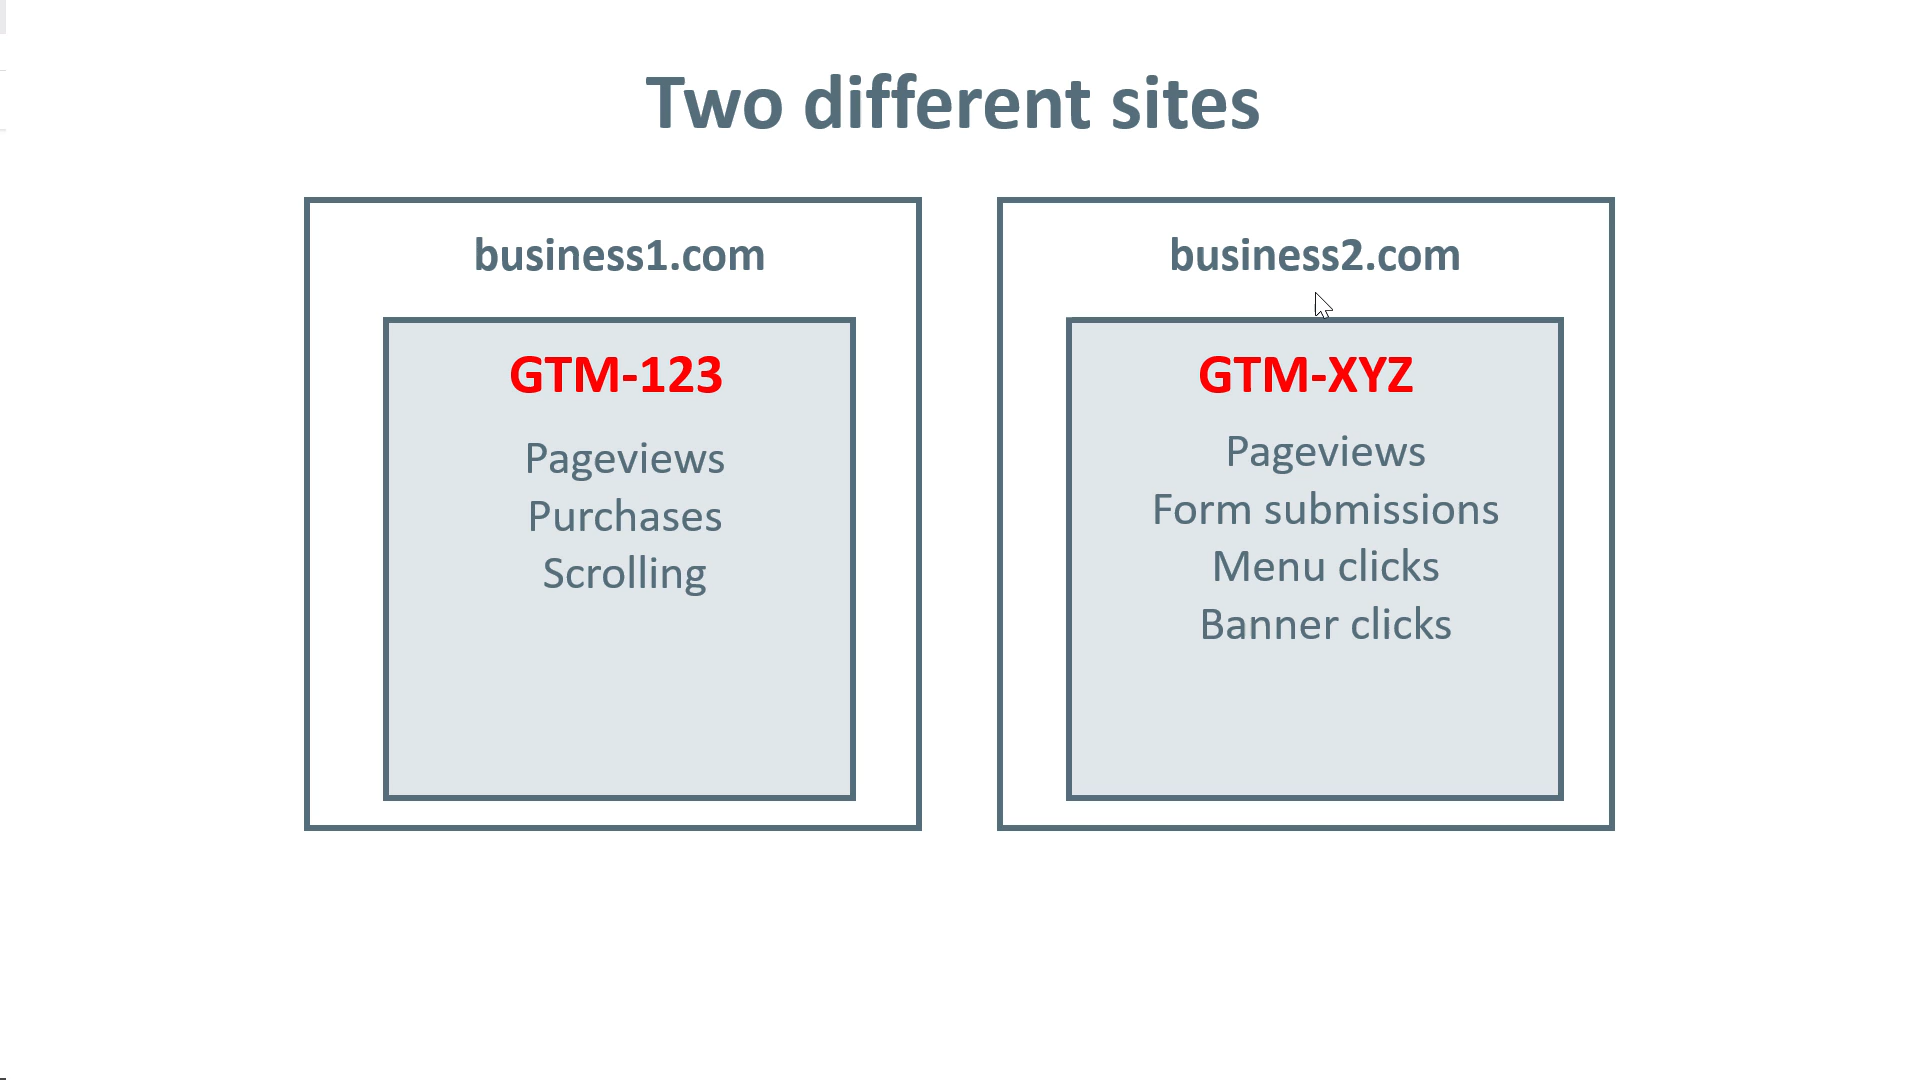 Two different sites
business1.com
GTM-123
Pageviews
Purchases
Scrolling
business2.com
GTM-XYZ
Pageviews
Form submissions
Menu clicks
Banner clicks